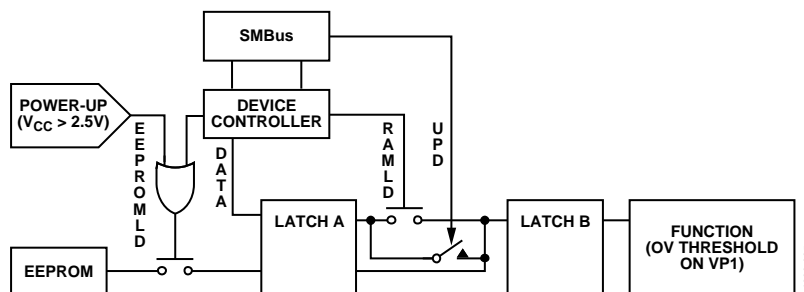 SMBus
POWER-UP
(VCC > 2.5V)
DEVICE
CONTROLLER
EEPROMLD
DATA
RAMLD
UPD
LATCH A
LATCH B
FUNCTION
(OV THRESHOLD
ON VP1)
EEPROM